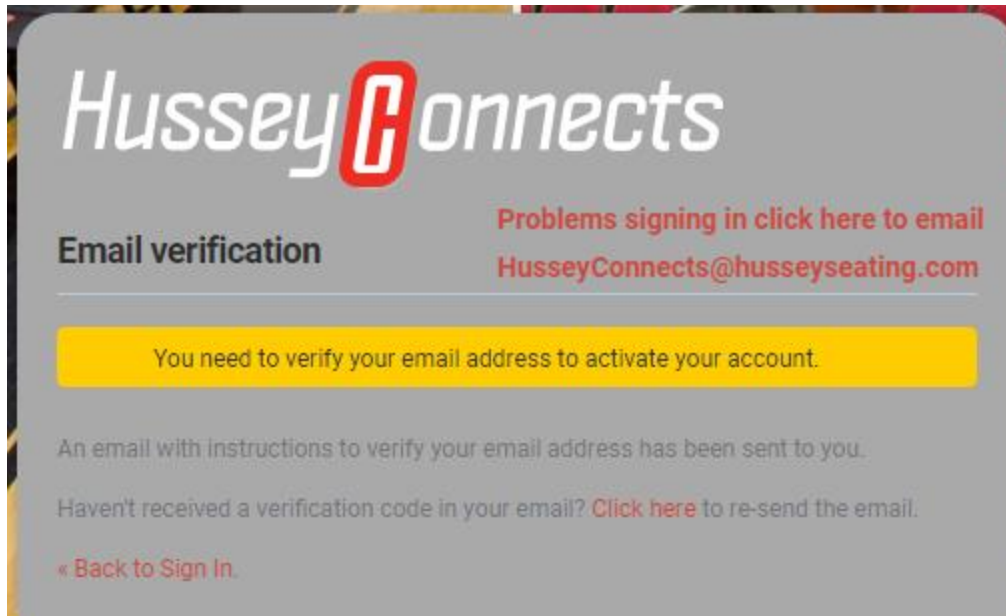 HusseyConnects
Problems signing in click here to email
HusseyConnects@husseyseating.com
Email verification
You need to verify your email address to activate your account.
An email with instructions to verify your email address has been sent to you.
Haven't received a verification code in your email? Click here to re-send the email.
« Back to Sign In.